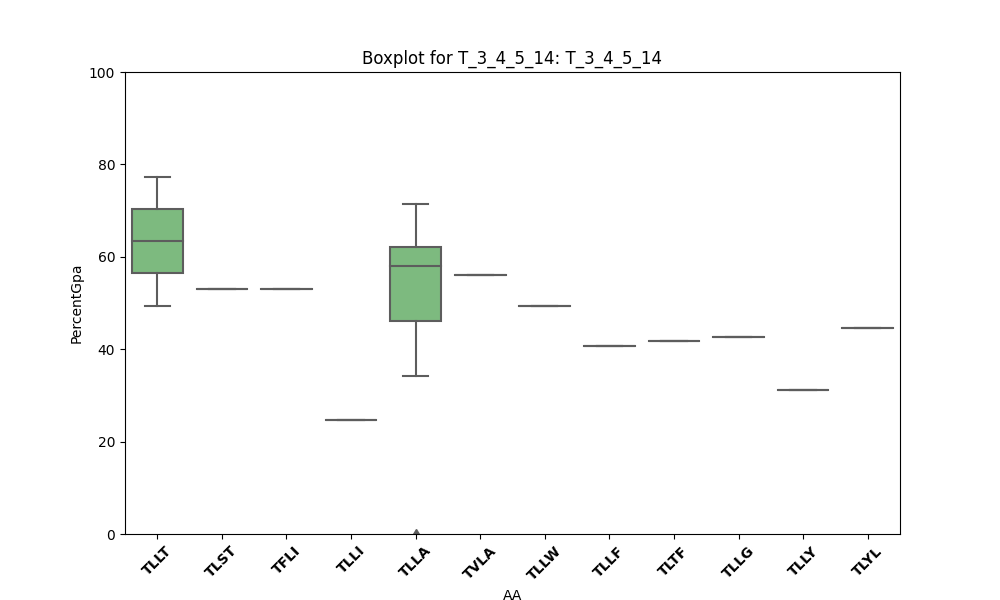 Boxplot for T_3_4_5_14: T_3_4_5_14
100
80
60
40
20
0
PercentGpa
TLLT
TLST
TFLI
TLLI
TLLA
TVLA
TLLW
TLLF
TLTF
TLLG
TLLY
TLYL
AA